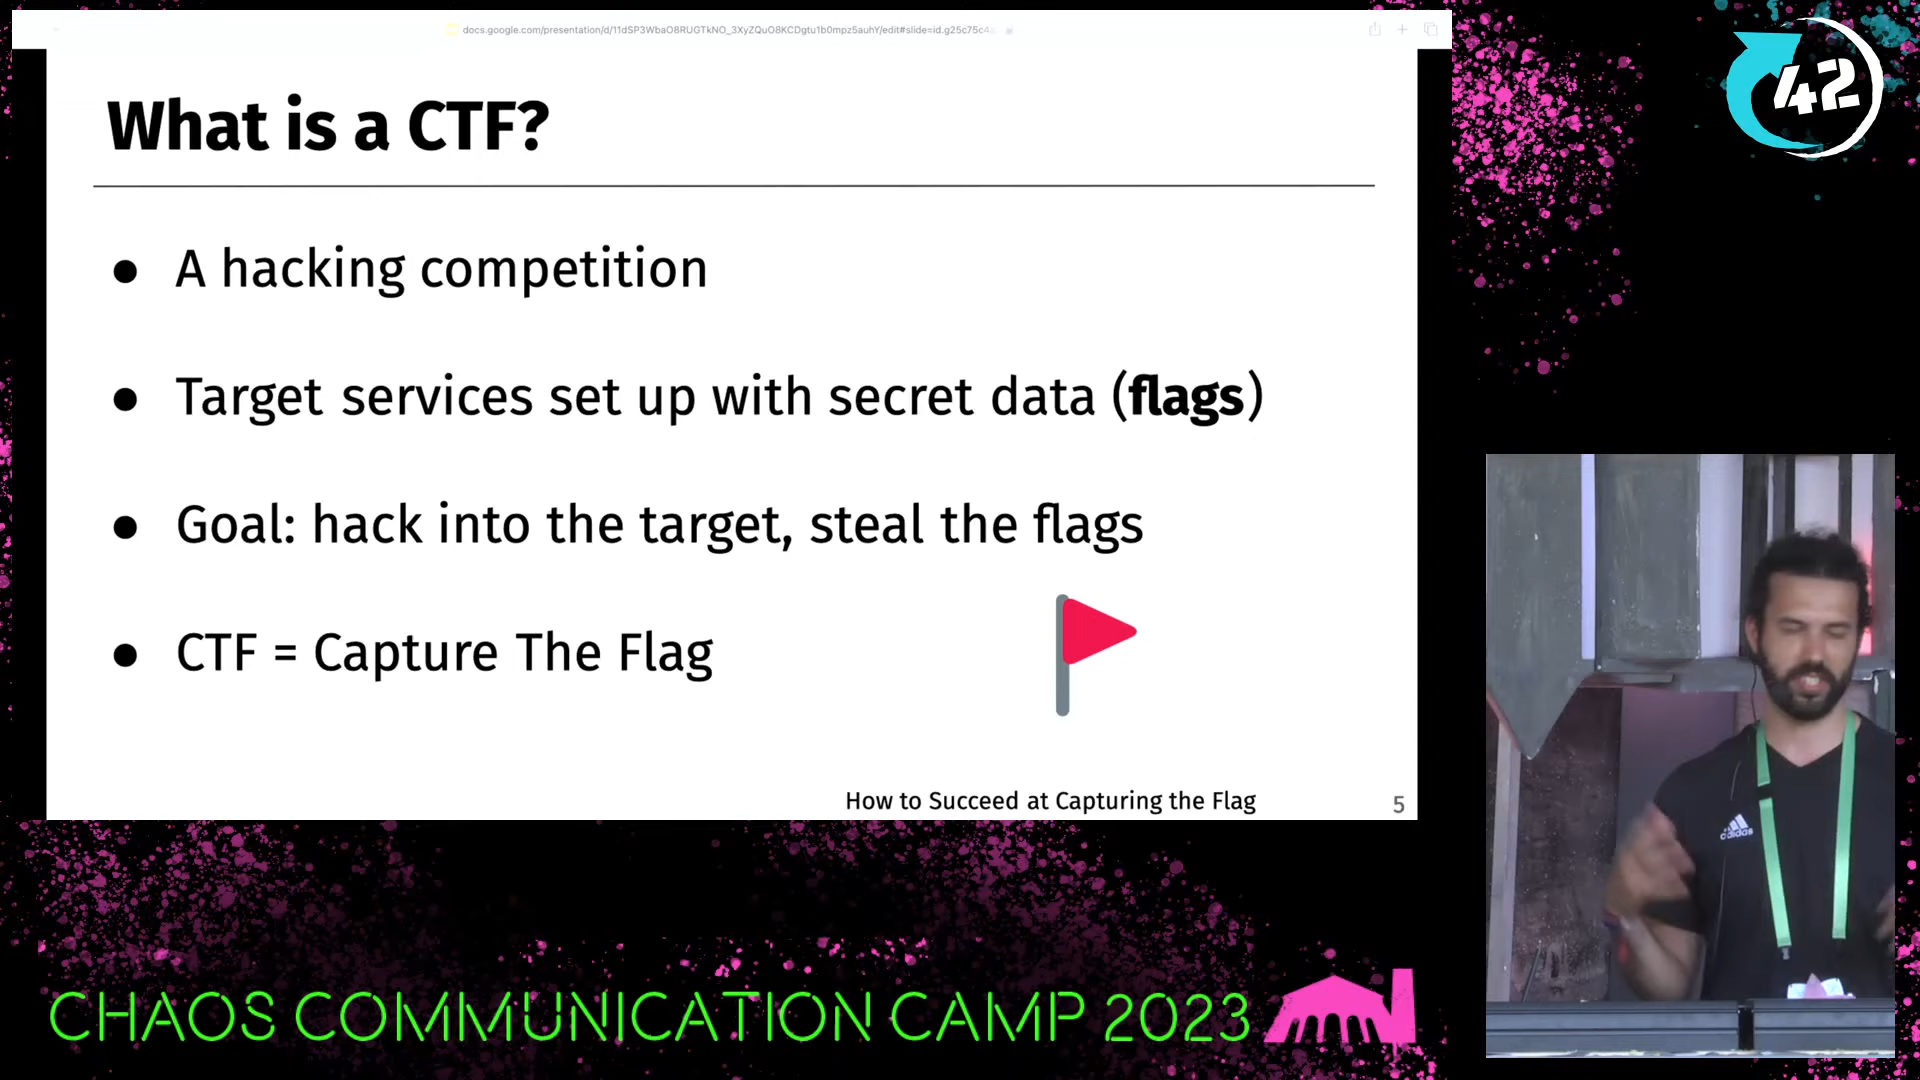 What is a CTF?
● A hacking competition
● Target services set up with secret data (flags)
● Goal: hack into the target, steal the flags
● CTF = Capture The Flag
How to Succeed at Capturing the Flag
5
42
adidas
CHAOS COMMUNICATION CAMP 2023